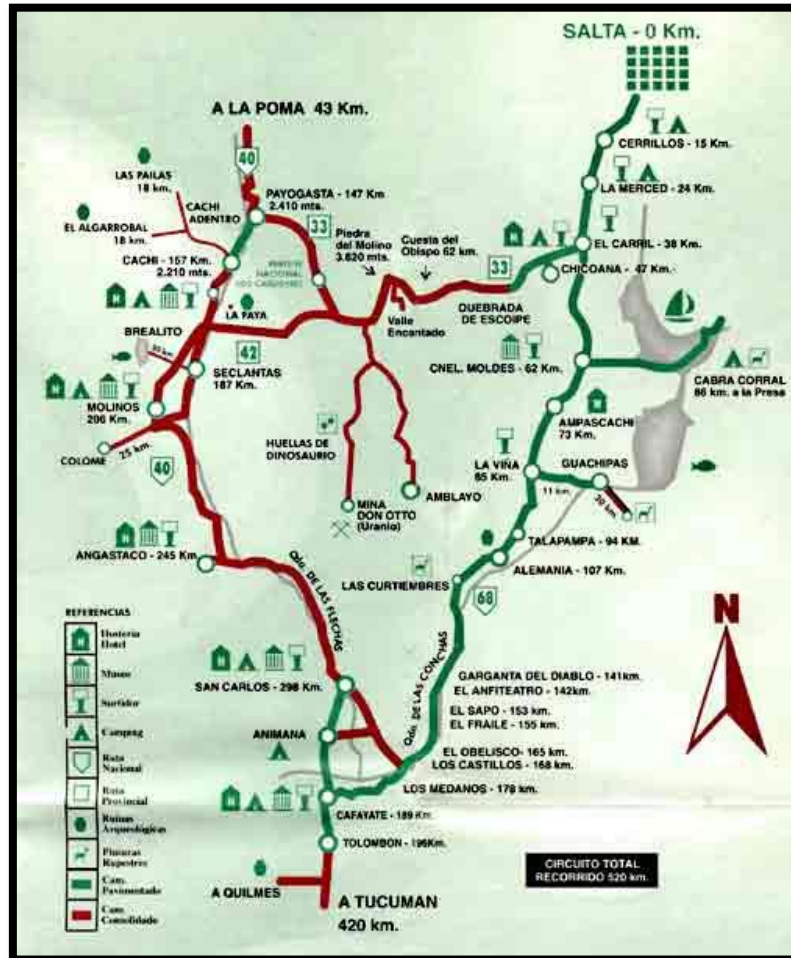 SALTA - 0 Km.
A LA POMA 43 Km.
40
CERRILLOS - 15 Km.
LAS PAILAS
18 km.
LA MERCED - 24 Km.
CACHI
ADENTRO
PAYOGASTA - 147 Km
2.410 mts.
33
EL ALGARROBAL
18 km.
Piedra
del Molino
3.620 mts.
Cuesta del
Obispo 62 km.
EL CARRIL - 38 Km.
CACHI - 157 Km.
2.210 mts.
NACIONAL
33
CHICOANA - 47 Km.
QUEBRADA
DE ESCOIPE
LA PAYA
Valle
Encantado
BREALITO
42
SECLANTAS
187 Km.
CNEL. MOLDES - 62 Km.
CABRA CORRAL
86 km. a la Presa
MOLINOS
206 Km.
AMPASCACHI
73 Km.
COLOME
25 km.
40
HUELLAS DE
DINOSAURIO
LA VIÑA
85 Km.
GUACHIPAS
11 km.
30 km.
MINA
DON OTTO
(Uranio)
AMBLAYO
TALAPAMPA - 94 KM.
ANGASTACO - 245 Km.
ALEMANIA - 107 Km.
Qda. DE LAS FLECHAS
LAS CURTIEMBRES
68
REFERENCIAS
Hosteria
Hotel
Museo
Surtidor
Camping
Ruta
Nacional
Ruta
Provincial
Ruinas
Arqueológicas
Pinturas
Rupestres
Cam.
Pavimentado
Cam.
Consolidado
N
Qda. DE LAS CONCHAS
GARGANTA DEL DIABLO - 141km.
EL ANFITEATRO - 142km.
SAN CARLOS - 298 Km.
EL SAPO - 153 km.
EL FRAILE - 155 km.
ANIMANA
EL OBELISCO - 165 km.
LOS CASTILLOS - 168 km.
LOS MEDANOS - 178 km.
CAFAYATE - 189 Km.
TOLOMBON - 196Km.
A QUILMES
A TUCUMAN
420 km.
CIRCUITO TOTAL
RECORRIDO 520 km.